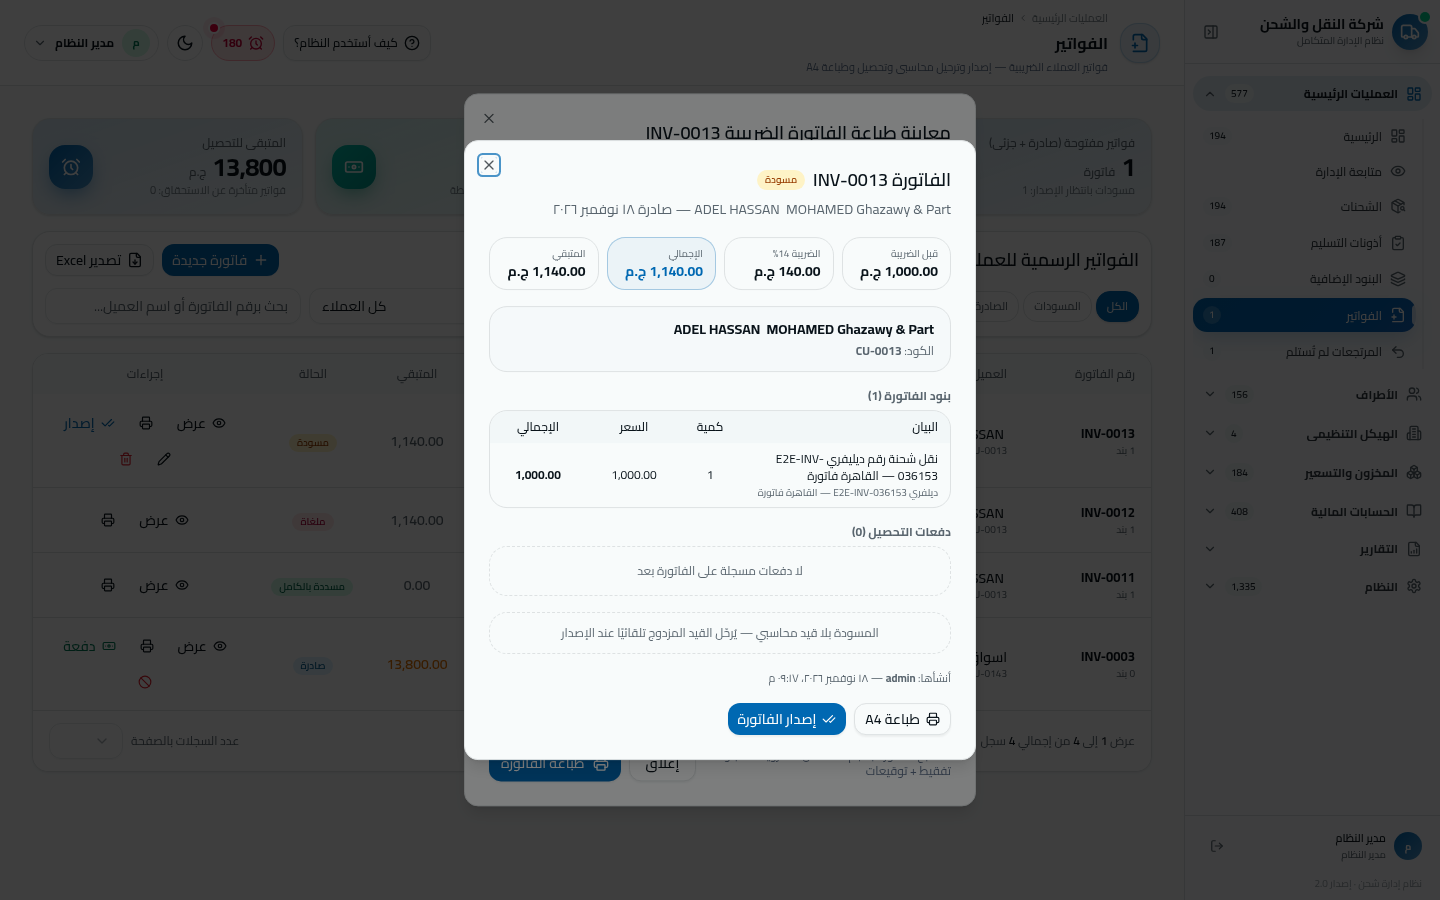 شركة النقل والشحن
نظام الإدارة المتكامل
العمليات الرئيسية
577
الرئيسية
194
متابعة الإدارة
الشحنات
194
أذونات التسليم
187
البنود الإضافية
0
الفواتير
1
المرتجعات لم تُستلم
1
الأطراف
156
الهيكل التنظيمي
4
المخزون والتسعير
184
الحسابات المالية
408
التقارير
النظام
1,335
م
مدير النظام
مدير النظام
نظام إدارة شحن · إصدار 2.0
العمليات الرئيسية › الفواتير
الفواتير
فواتير العملاء الضريبية — إصدار وترحيل محاسبي وتحصيل وطباعة A4
كيف أستخدم النظام؟
180
م
مدير النظام
فواتير مفتوحة (صادرة + جزئي)
1 فاتورة
مسودات بانتظار الإصدار: 1
المتبقي للتحصيل
13,800 ج.م
فواتير متأخرة عن الاستحقاق: 0
الفواتير الرسمية للعملا
فاتورة جديدة
تصدير Excel
الكل
المسودات
الصادرة
كل العملاء
بحث برقم الفاتورة أو اسم العميل...
رقم الفاتورة
العميل
المتبقي
الحالة
إجراءات
INV-0013
1 بند
1,140.00
مسودة
عرض
إصدار
INV-0012
1 بند
1,140.00
ملغاة
عرض
INV-0011
1 بند
0.00
مسددة بالكامل
عرض
INV-0003
0 بند
13,800.00
صادرة
عرض
دفعة
عرض 1 إلى 4 من إجمالي 4 سجل
عدد السجلات بالصفحة
معاينة طباعة الفاتورة الضريبية INV-0013
الفاتورة INV-0013
مسودة
ADEL HASSAN MOHAMED Ghazawy & Part — صادرة ١٨ نوفمبر ٢٠٢٦
قبل الضريبة
1,000.00 ج.م
الضريبة 14%
140.00 ج.م
الإجمالي
1,140.00 ج.م
المتبقي
1,140.00 ج.م
ADEL HASSAN MOHAMED Ghazawy & Part
الكود: CU-0013
بنود الفاتورة (1)
البيان
كمية
السعر
الإجمالي
نقل شحنة رقم ديليفري E2E-INV-
036153 — القاهرة فاتورة
ديلفري E2E-INV-036153 — القاهرة فاتورة
1
1,000.00
1,000.00
دفعات التحصيل (0)
لا دفعات مسجلة على الفاتورة بعد
المسودة بلا قيد محاسبي — يُرحّل القيد المزدوج تلقائيًا عند الإصدار
أنشأها: admin — ١٨ نوفمبر ٢٠٢٦، ٠٩:١٧ م
طباعة A4
إصدار الفاتورة
تفقيط + توقيعات
إغلاق
طباعة الفاتورة